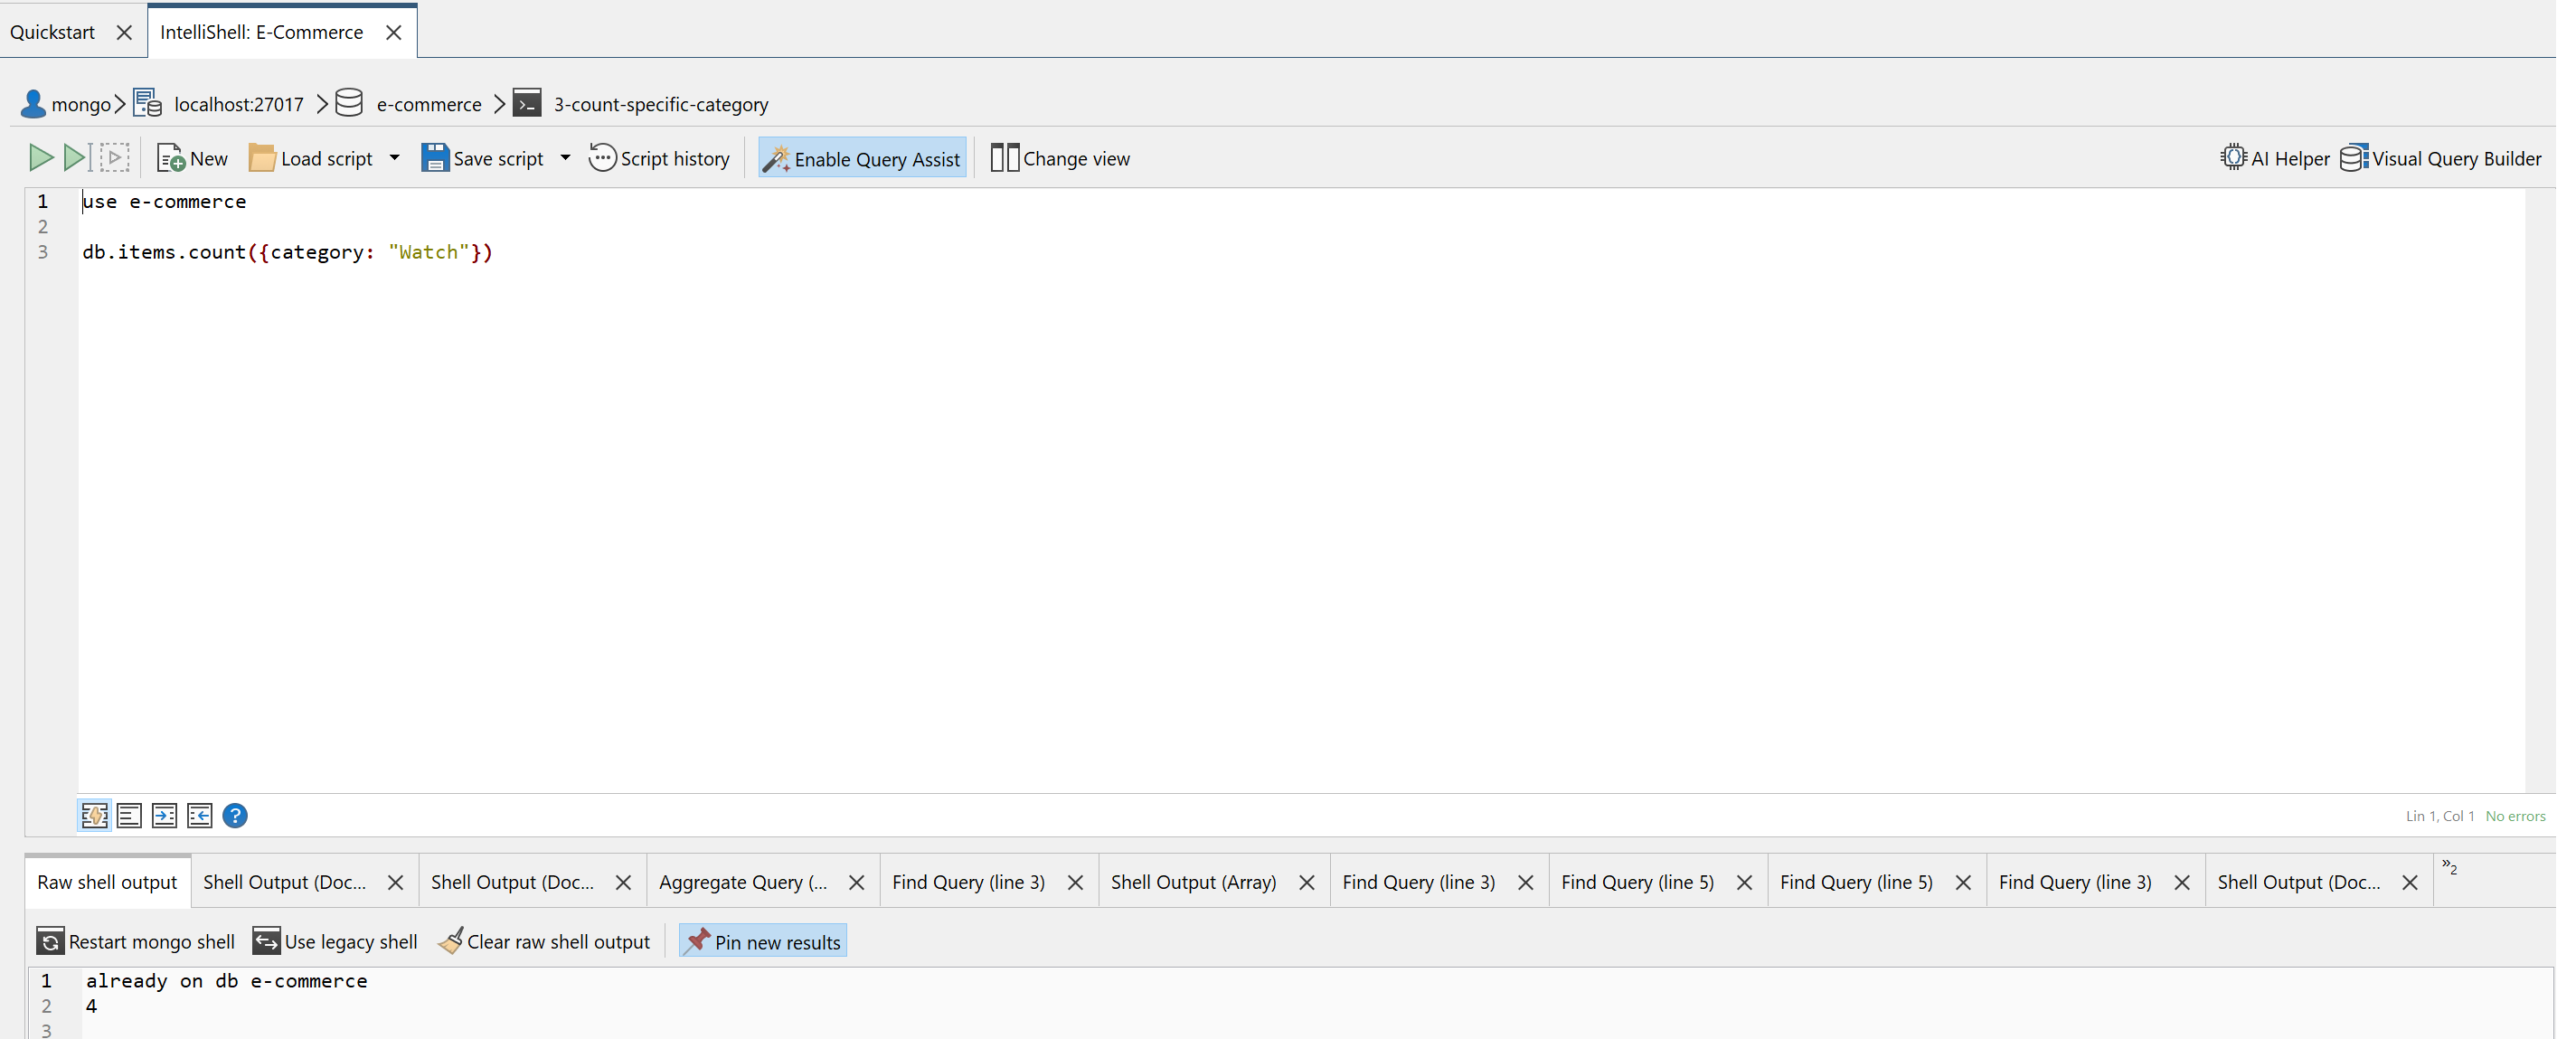 Quickstart IntelliShell: E-Commerce
mongo localhost:27017 e-commerce 3-count-specific-category
New Load script Save script Script history Enable Query Assist Change view AI Helper Visual Query Builder
1 use e-commerce
2
3 db.items.count({category: "Watch"})
? Lin 1, Col 1 No errors
Raw shell output Shell Output (Doc... Shell Output (Doc... Aggregate Query (... Find Query (line 3) Shell Output (Array) Find Query (line 3) Find Query (line 5) Find Query (line 5) Find Query (line 3) Shell Output (Doc... »2
Restart mongo shell Use legacy shell Clear raw shell output Pin new results
1 already on db e-commerce
2 4
3